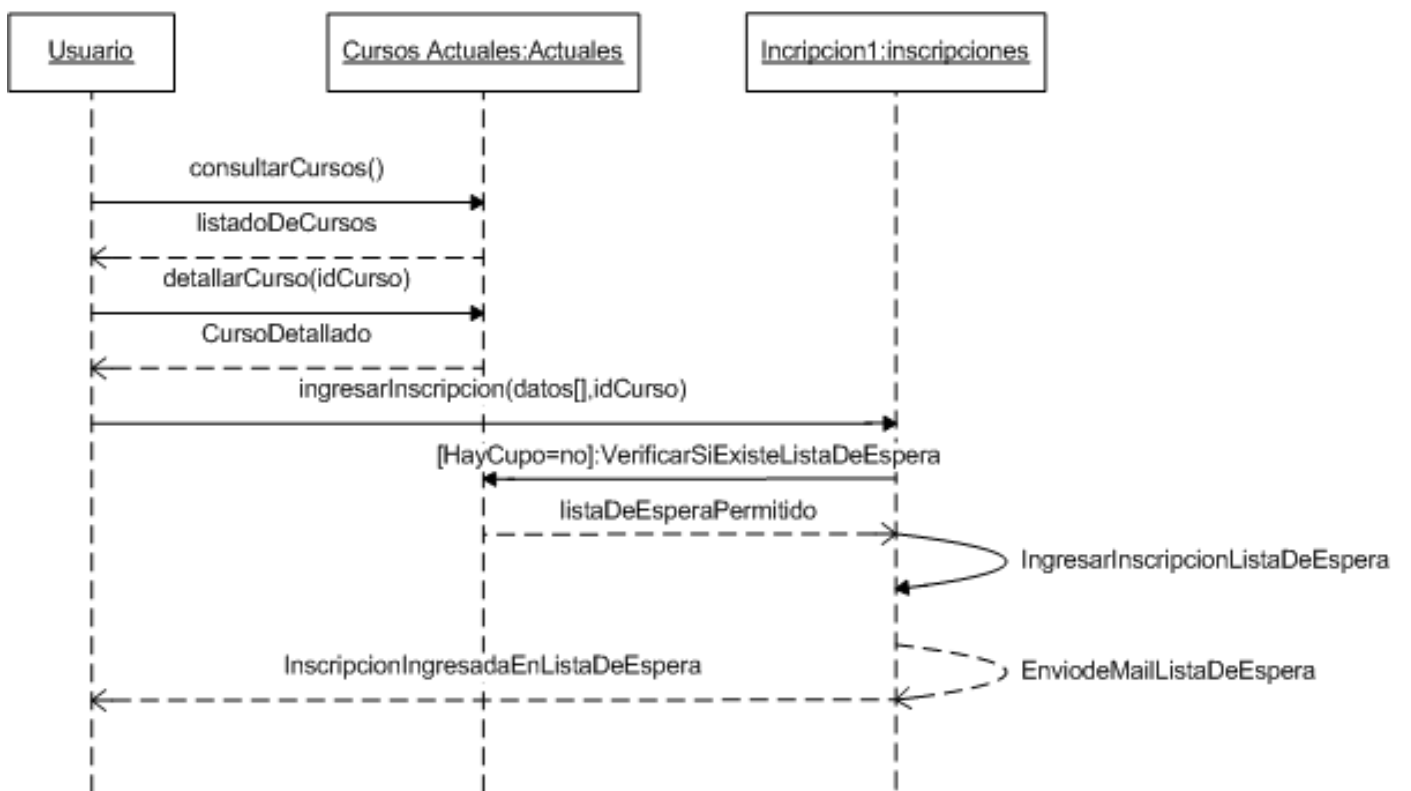 Usuario
Cursos Actuales:Actuales
Incripcion1:inscripciones
consultarCursos()
listadoDeCursos
detallarCurso(idCurso)
CursoDetallado
ingresarInscripcion(datos[],idCurso)
[HayCupo=no]:VerificarSiExisteListaDeEspera
listaDeEsperaPermitido
IngresarInscripcionListaDeEspera
InscripcionIngresadaEnListaDeEspera
EnviodeMailListaDeEspera